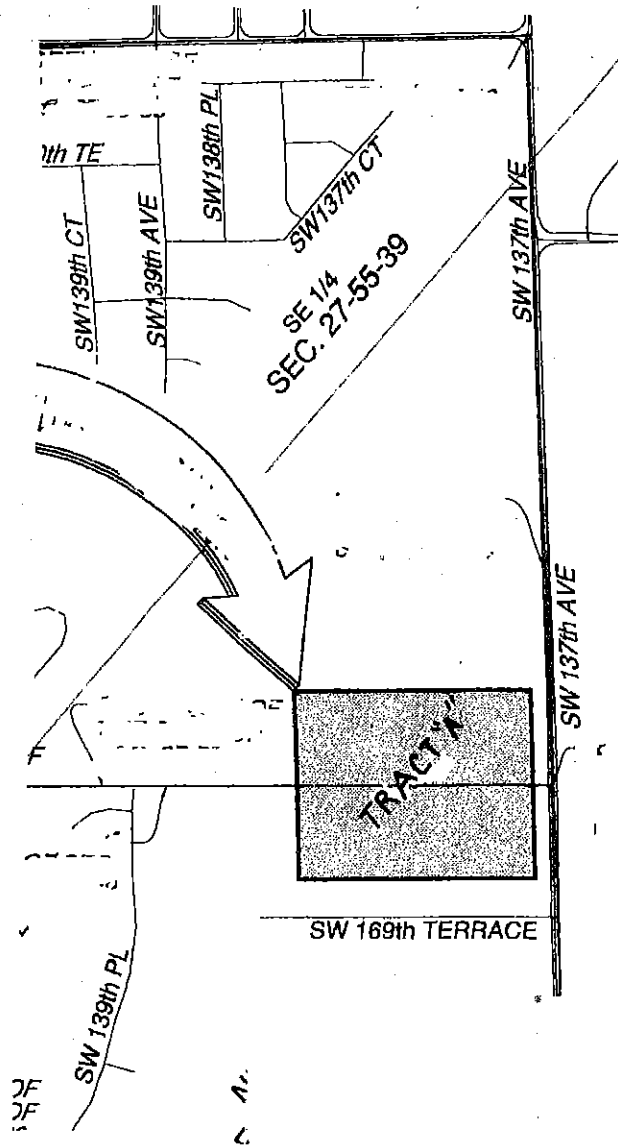 SW138th PL
th TE
SW137th CT
SW139th CT
SW139th AVE
SW 137th AVE
SE 1/4
SEC. 27-55-39
SW 137th AVE
TRACT "A"
SW 169th TERRACE
SW 139th PL